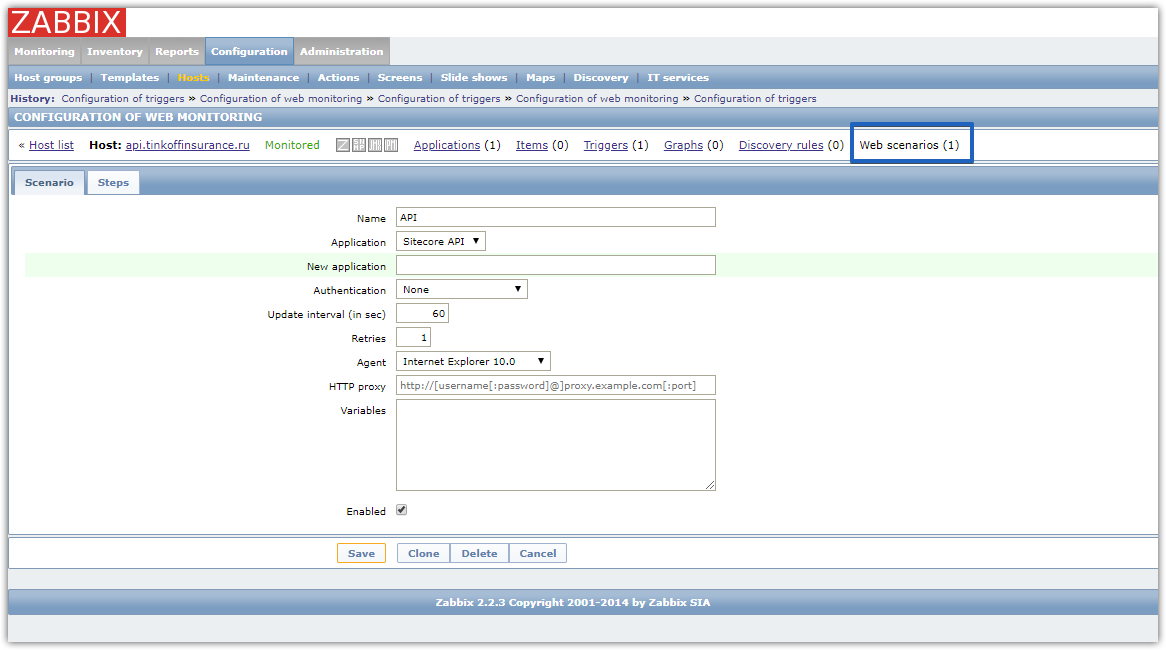 ZABBIX
Monitoring Inventory Reports Configuration Administration
Host groups | Templates | Hosts | Maintenance | Actions | Screens | Slide shows | Maps | Discovery | IT services
History: Configuration of triggers » Configuration of web monitoring » Configuration of triggers » Configuration of web monitoring » Configuration of triggers
CONFIGURATION OF WEB MONITORING
« Host list Host: api.tinkoffinsurance.ru Monitored Applications (1) Items (0) Triggers (1) Graphs (0) Discovery rules (0) Web scenarios (1)
Scenario Steps
Name API
Application Sitecore API
New application
Authentication None
Update interval (in sec) 60
Retries 1
Agent Internet Explorer 10.0
HTTP proxy http://[username[:password]@]proxy.example.com[:port]
Variables
Enabled
Save Clone Delete Cancel
Zabbix 2.2.3 Copyright 2001-2014 by Zabbix SIA